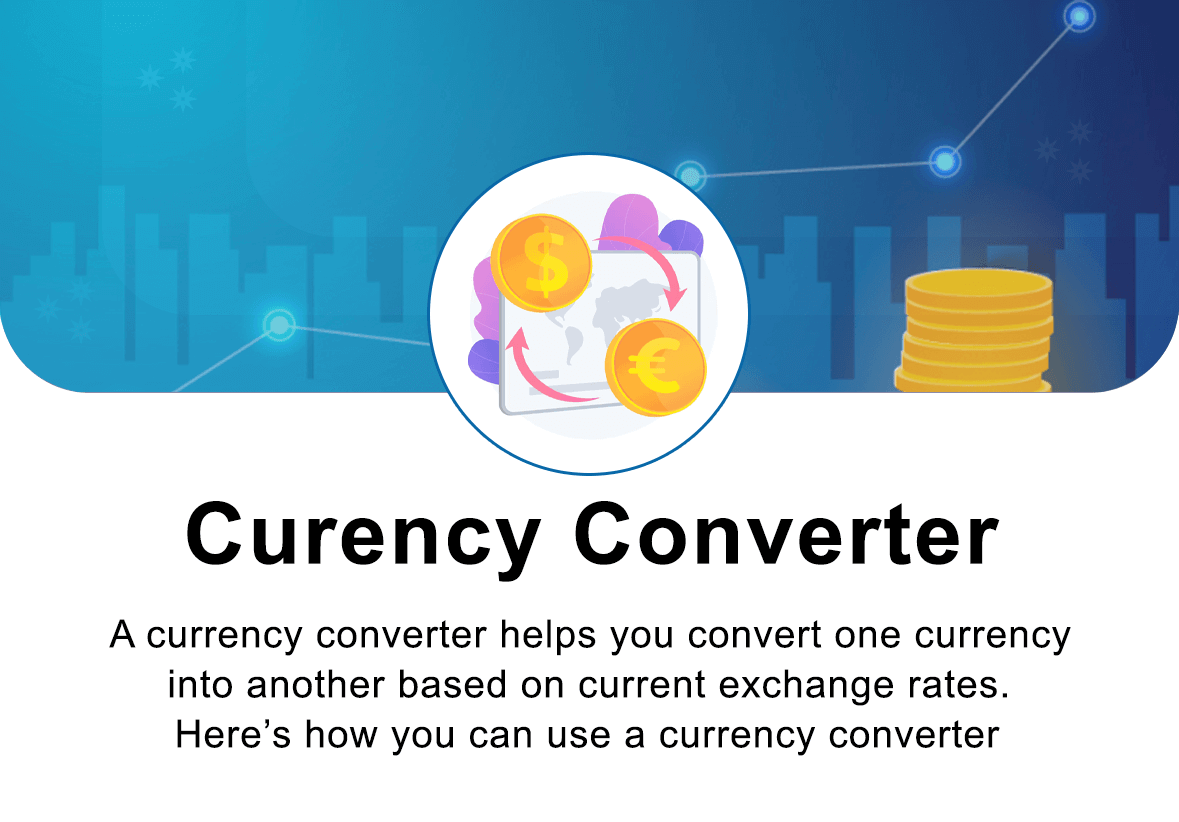 $
€
Curency Converter
A currency converter helps you convert one currency
into another based on current exchange rates.
Here’s how you can use a currency converter